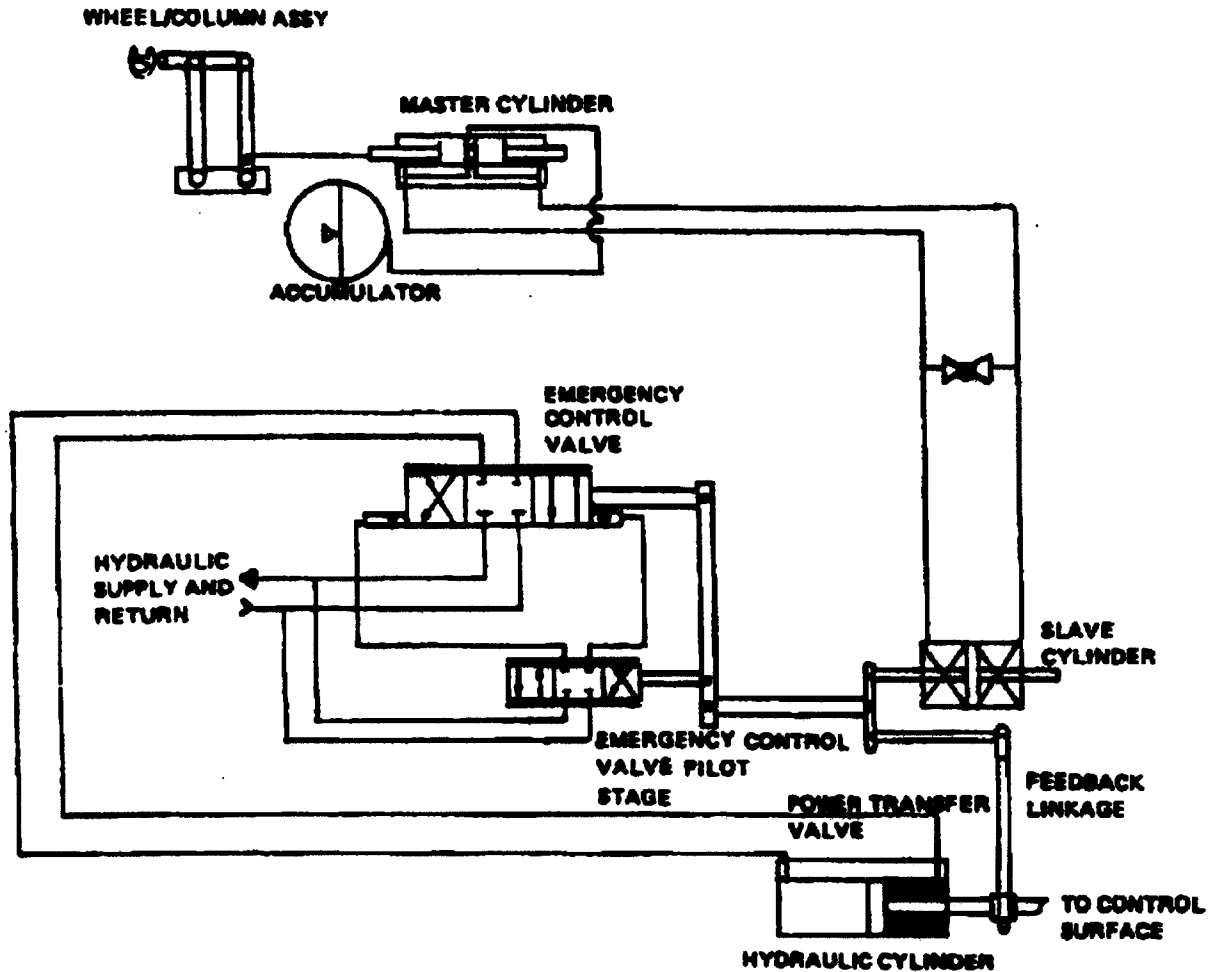 WHEEL/COLUMN ASSY
MASTER CYLINDER
ACCUMULATOR
EMERGENCY
CONTROL
VALVE
HYDRAULIC
SUPPLY AND
RETURN
SLAVE
CYLINDER
EMERGENCY CONTROL
VALVE PILOT
STAGE
FEEDBACK
LINKAGE
POWER TRANSFER
VALVE
TO CONTROL
SURFACE
HYDRAULIC CYLINDER